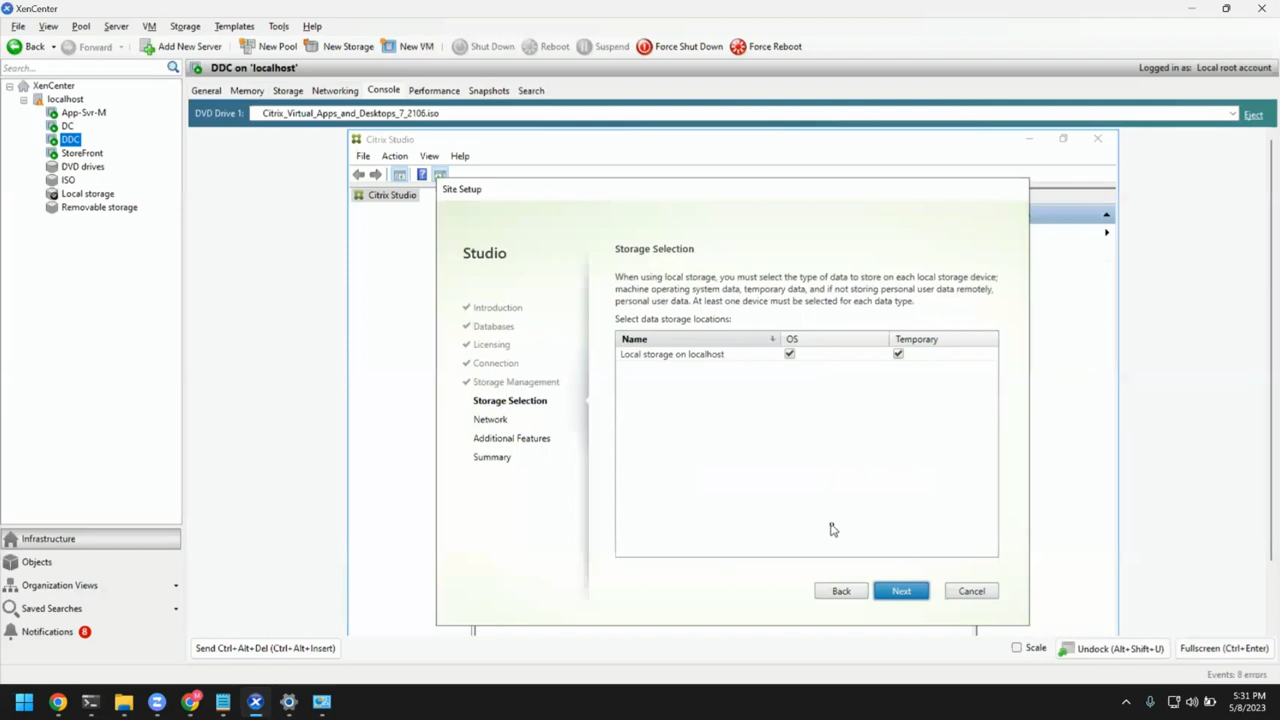 XenCenter
File View Pool Server VM Storage Templates Tools Help
Back Forward Add New Server New Pool New Storage New VM Shut Down Reboot Suspend Force Shut Down Force Reboot
Search...
DDC on 'localhost'
Logged in as: Local root account
XenCenter
localhost
App-Svr-M
DC
DDC
StoreFront
DVD drives
ISO
Local storage
Removable storage
General Memory Storage Networking Console Performance Snapshots Search
DVD Drive 1: Citrix_Virtual_Apps_and_Desktops_7_2106.iso Eject
Citrix Studio
File Action View Help
Citrix Studio
Site Setup
Studio
Introduction
Databases
Licensing
Connection
Storage Management
Storage Selection
Network
Additional Features
Summary
Storage Selection
When using local storage, you must select the type of data to store on each local storage device;
machine operating system data, temporary data, and if not storing personal user data remotely,
personal user data. At least one device must be selected for each data type.
Select data storage locations:
Name OS Temporary
Local storage on localhost
Back Next Cancel
Infrastructure
Objects
Organization Views
Saved Searches
Notifications 8
Send Ctrl+Alt+Del (Ctrl+Alt+Insert)
Scale Undock (Alt+Shift+U) Fullscreen (Ctrl+Enter)
Events: 8 errors
5:31 PM
5/8/2023